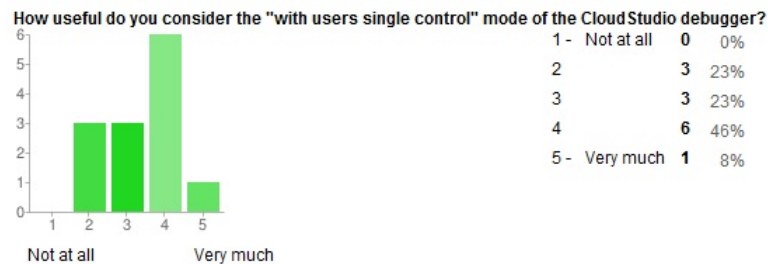 How useful do you consider the "with users single control" mode of the CloudStudio debugger?
6
5
4
3
2
1
0
1 2 3 4 5
Not at all Very much
1 - Not at all 0 0%
2 3 23%
3 3 23%
4 6 46%
5 - Very much 1 8%